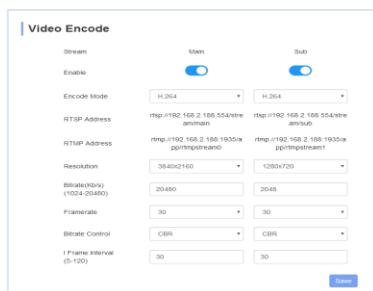 Video Encode
Stream Main Sub
Enable
Encode Mode H.264 H.264
RTSP Address rtsp://192.168.2.188:554/stre rtsp://192.168.2.188:554/stre
am/main am/sub
RTMP Address rtmp://192.168.2.188:1935/a rtmp://192.168.2.188:1935/a
pp/rtmpstream0 pp/rtmpstream1
Resolution 3840x2160 1280x720
Bitrate(Kb/s)
(1024-20480) 20480 2048
Framerate 30 30
Bitrate Control CBR CBR
I Frame Interval
(5-120) 30 30
Save